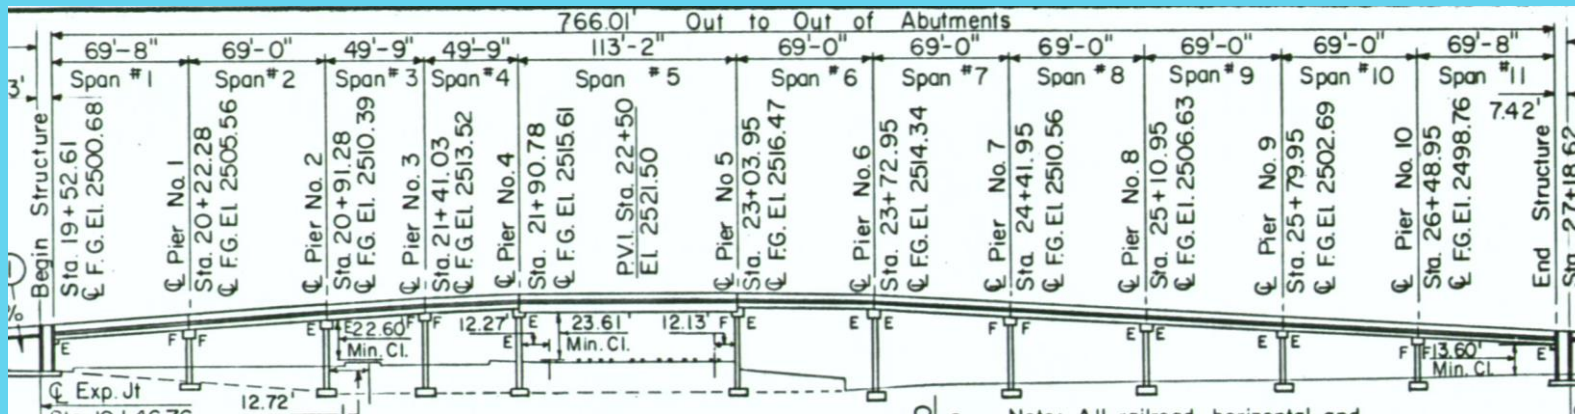 766.01' Out to Out of Abutments
69'-8" 69'-0" 49'-9" 49'-9" 113'-2" 69'-0" 69'-0" 69'-0" 69'-0" 69'-0" 69'-8"
Span #1 Span #2 Span #3 Span #4 Span #5 Span #6 Span #7 Span #8 Span #9 Span #10 Span #11
3'
7.42'
Begin Structure
Sta. 19+52.61
℄ F.G. El. 2500.68
℄ Pier No. 1
Sta. 20+22.28
℄ F.G. El. 2505.56
℄ Pier No. 2
Sta. 20+91.28
℄ F.G. El. 2510.39
℄ Pier No. 3
Sta. 21+41.03
℄ F.G. El. 2513.52
℄ Pier No. 4
Sta. 21+90.78
℄ F.G. El. 2515.61
P.V.I. Sta. 22+50
El. 2521.50
℄ Pier No 5
Sta. 23+03.95
℄ F.G. El. 2516.47
℄ Pier No. 6
Sta. 23+72.95
℄ F.G. El. 2514.34
℄ Pier No. 7
Sta. 24+41.95
℄ F.G. El. 2510.56
℄ Pier No. 8
Sta. 25+10.95
℄ F.G. El. 2506.63
℄ Pier No. 9
Sta. 25+79.95
℄ F.G. El. 2502.69
℄ Pier No. 10
Sta. 26+48.95
℄ F.G. El. 2498.76
End Structure
Sta. 27+18.62
1
%
E F F E E F F E E F E E E F F E E E E F F E
22.60' Min. Cl.
12.27'
23.61' Min. Cl.
12.13'
13.60' Min. Cl.
℄ Exp. Jt
12.72'
Note: All railroad horizontal and